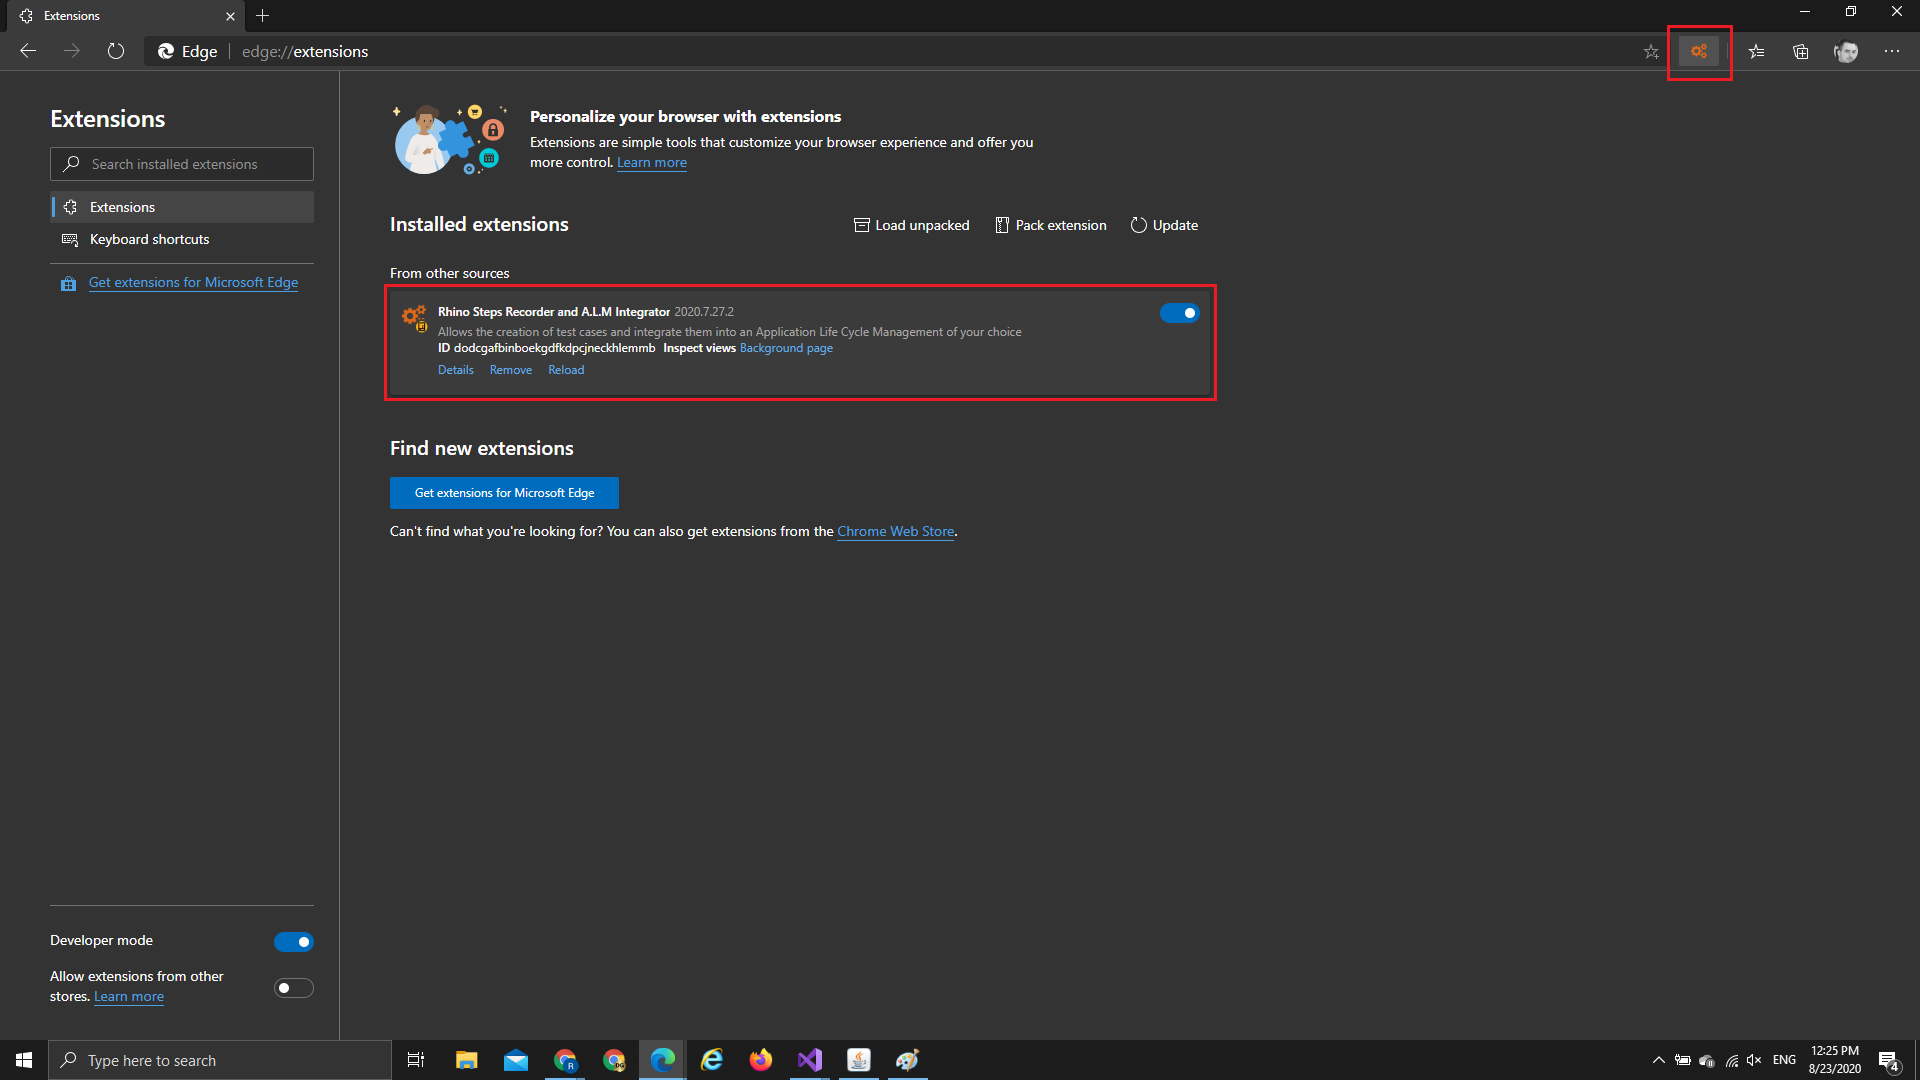 Extensions
Edge
edge://extensions
Extensions
Search installed extensions
Extensions
Keyboard shortcuts
Get extensions for Microsoft Edge
Personalize your browser with extensions
Extensions are simple tools that customize your browser experience and offer you
more control. Learn more
Installed extensions
Load unpacked
Pack extension
Update
From other sources
Rhino Steps Recorder and A.L.M Integrator 2020.7.27.2
Allows the creation of test cases and integrate them into an Application Life Cycle Management of your choice
ID dodcgafbinboekgdfkdpcjneckhlemmb Inspect views Background page
Details Remove Reload
Find new extensions
Get extensions for Microsoft Edge
Can't find what you're looking for? You can also get extensions from the Chrome Web Store.
Developer mode
Allow extensions from other
stores. Learn more
Type here to search
R
DG
ENG
12:25 PM
8/23/2020
4